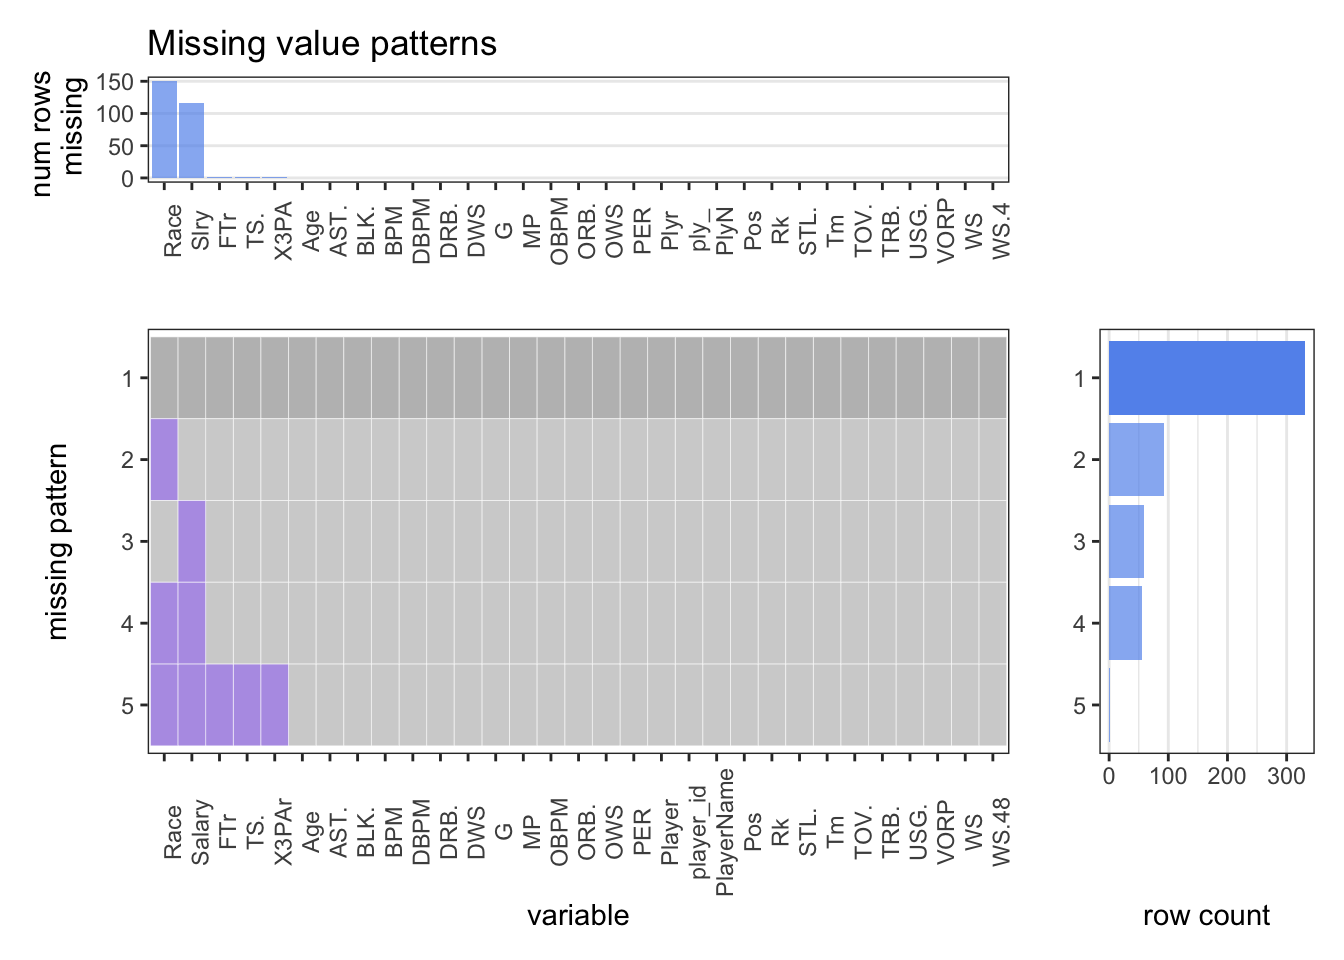 Missing value patterns
num rows
missing
150
100
50
0
Race
Slry
FTr
TS.
X3PA
Age
AST.
BLK.
BPM
DBPM
DRB.
DWS
G
MP
OBPM
ORB.
OWS
PER
Plyr
ply_
PlyN
Pos
Rk
STL.
Tm
TOV.
TRB.
USG.
VORP
WS
WS.4
missing pattern
1
2
3
4
5
Race
Salary
FTr
TS.
X3PAr
Age
AST.
BLK.
BPM
DBPM
DRB.
DWS
G
MP
OBPM
ORB.
OWS
PER
Player
player_id
PlayerName
Pos
Rk
STL.
Tm
TOV.
TRB.
USG.
VORP
WS
WS.48
variable
1
2
3
4
5
0 100 200 300
row count